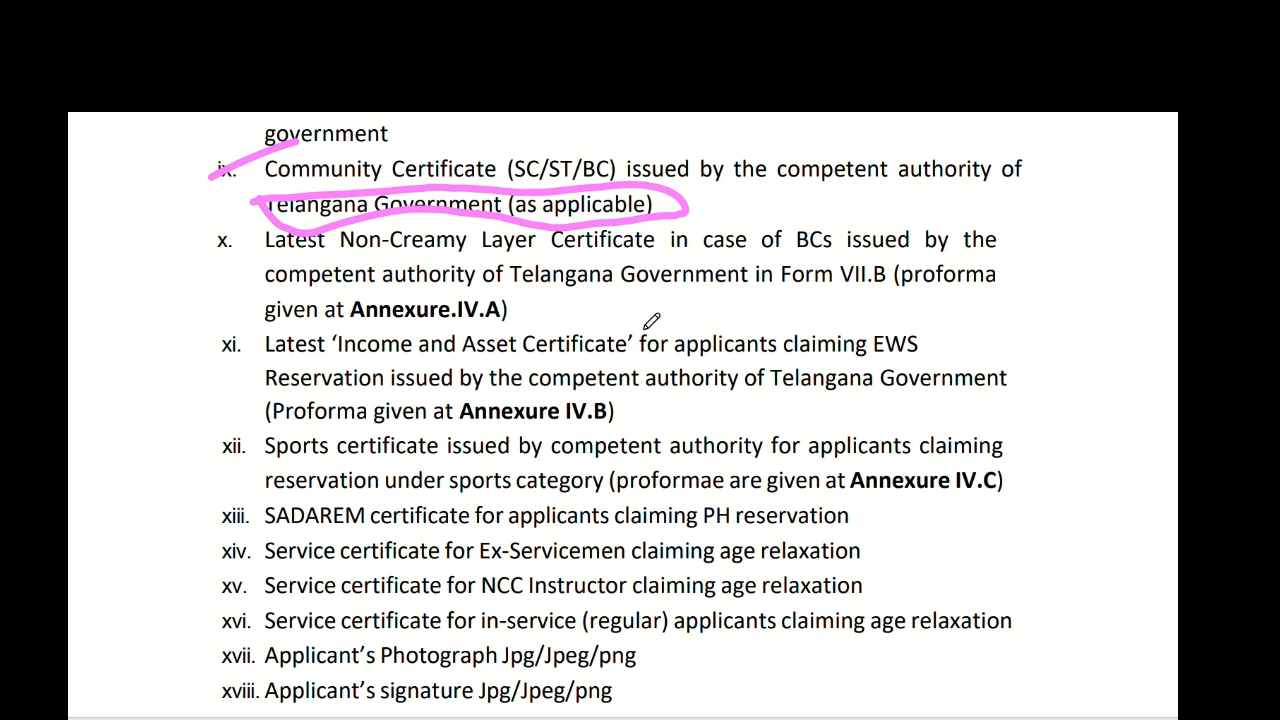 government
ix. Community Certificate (SC/ST/BC) issued by the competent authority of
Telangana Government (as applicable)
x. Latest Non-Creamy Layer Certificate in case of BCs issued by the
competent authority of Telangana Government in Form VII.B (proforma
given at Annexure.IV.A)
xi. Latest ‘Income and Asset Certificate’ for applicants claiming EWS
Reservation issued by the competent authority of Telangana Government
(Proforma given at Annexure IV.B)
xii. Sports certificate issued by competent authority for applicants claiming
reservation under sports category (proformae are given at Annexure IV.C)
xiii. SADAREM certificate for applicants claiming PH reservation
xiv. Service certificate for Ex-Servicemen claiming age relaxation
xv. Service certificate for NCC Instructor claiming age relaxation
xvi. Service certificate for in-service (regular) applicants claiming age relaxation
xvii. Applicant’s Photograph Jpg/Jpeg/png
xviii. Applicant’s signature Jpg/Jpeg/png